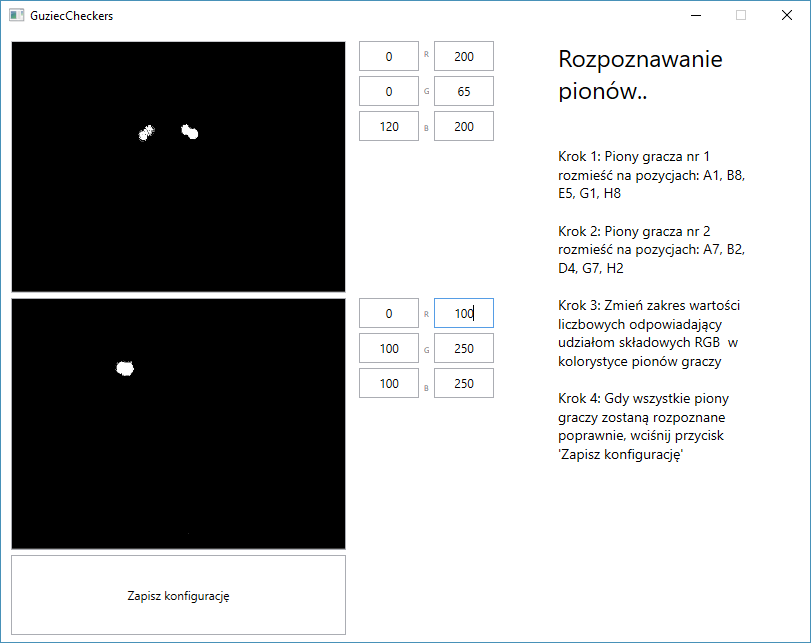 GuziecCheckers
0 R 200
0 G 65
120 B 200
0 R 100
100 G 250
100 B 250
Zapisz konfigurację
Rozpoznawanie
pionów..
Krok 1: Piony gracza nr 1
rozmieść na pozycjach: A1, B8,
E5, G1, H8
Krok 2: Piony gracza nr 2
rozmieść na pozycjach: A7, B2,
D4, G7, H2
Krok 3: Zmień zakres wartości
liczbowych odpowiadający
udziałom składowych RGB  w
kolorystyce pionów graczy
Krok 4: Gdy wszystkie piony
graczy zostaną rozpoznane
poprawnie, wciśnij przycisk
'Zapisz konfigurację'